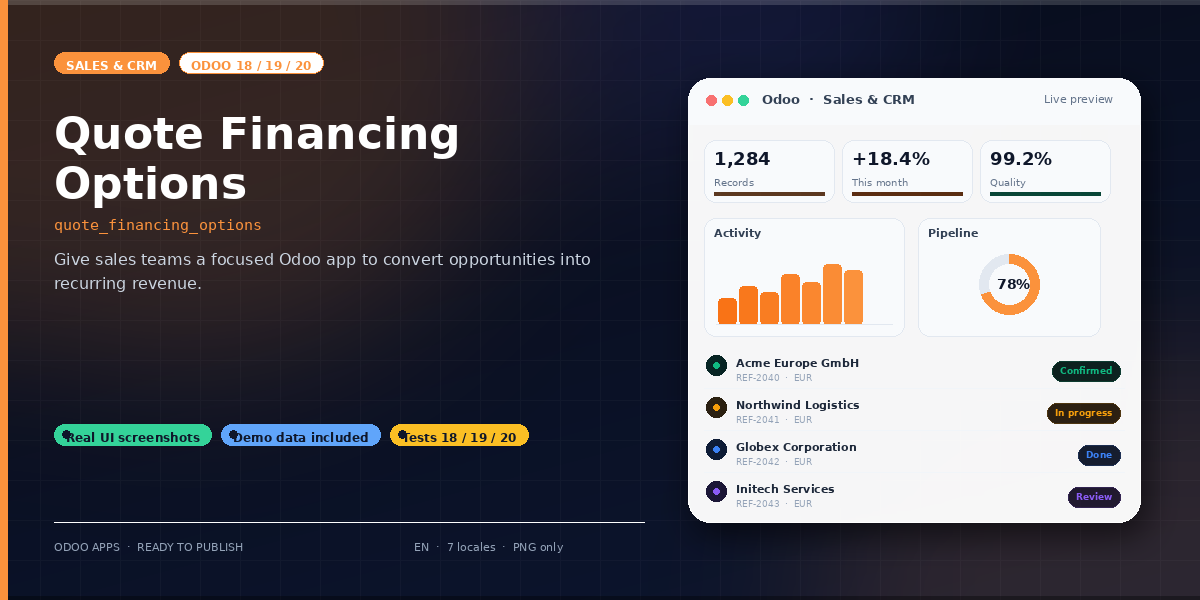 SALES & CRM
ODOO 18 / 19 / 20
Quote Financing
Options
quote_financing_options
Give sales teams a focused Odoo app to convert opportunities into
recurring revenue.
Real UI screenshots
Demo data included
Tests 18 / 19 / 20
ODOO APPS · READY TO PUBLISH
EN · 7 locales · PNG only
Odoo · Sales & CRM
Live preview
1,284
Records
+18.4%
This month
99.2%
Quality
Activity
Pipeline
78%
Acme Europe GmbH
REF-2040 · EUR
Confirmed
Northwind Logistics
REF-2041 · EUR
In progress
Globex Corporation
REF-2042 · EUR
Done
Initech Services
REF-2043 · EUR
Review